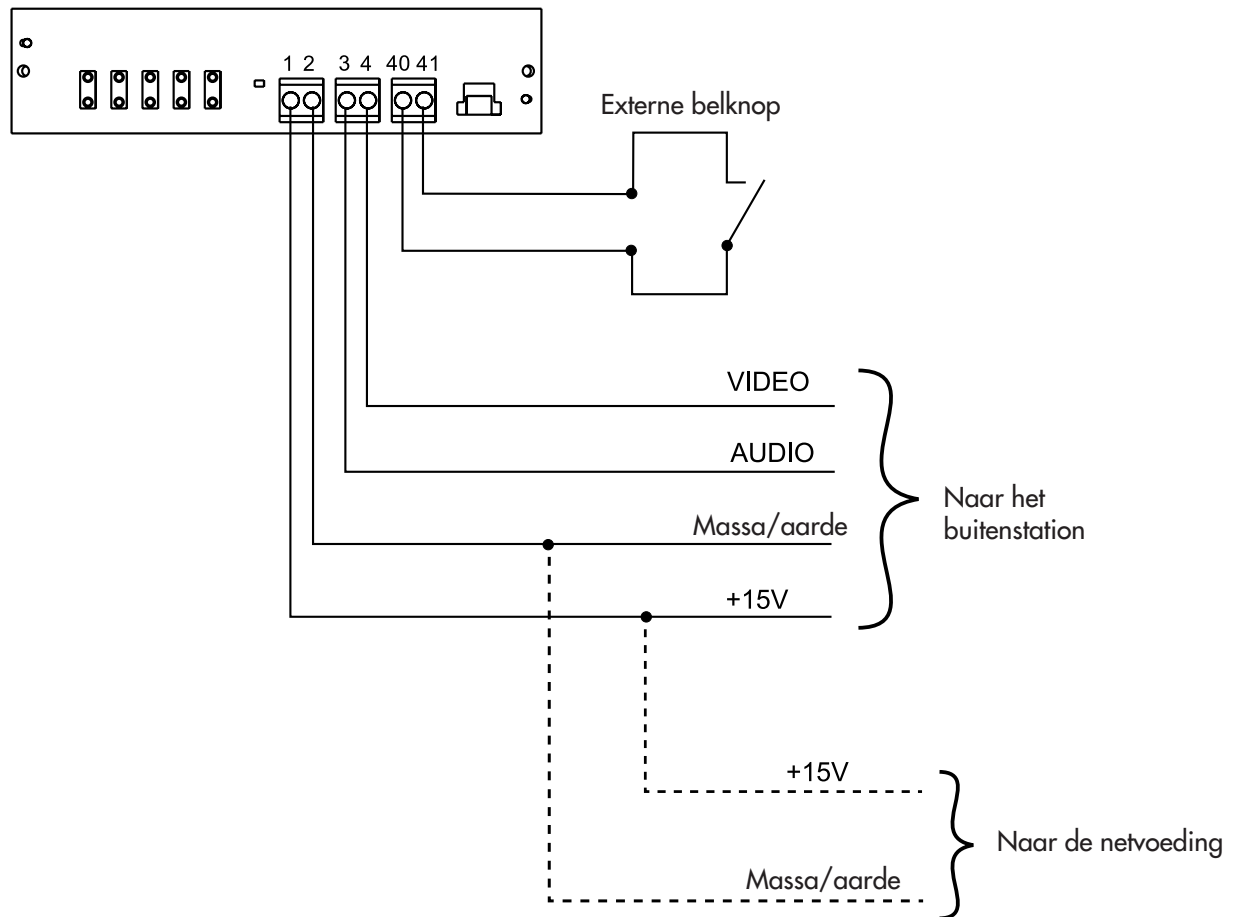 1 2 3 4 40 41
Externe belknop
VIDEO
AUDIO
Massa/aarde
+15V
Naar het
buitenstation
+15V
Massa/aarde
Naar de netvoeding